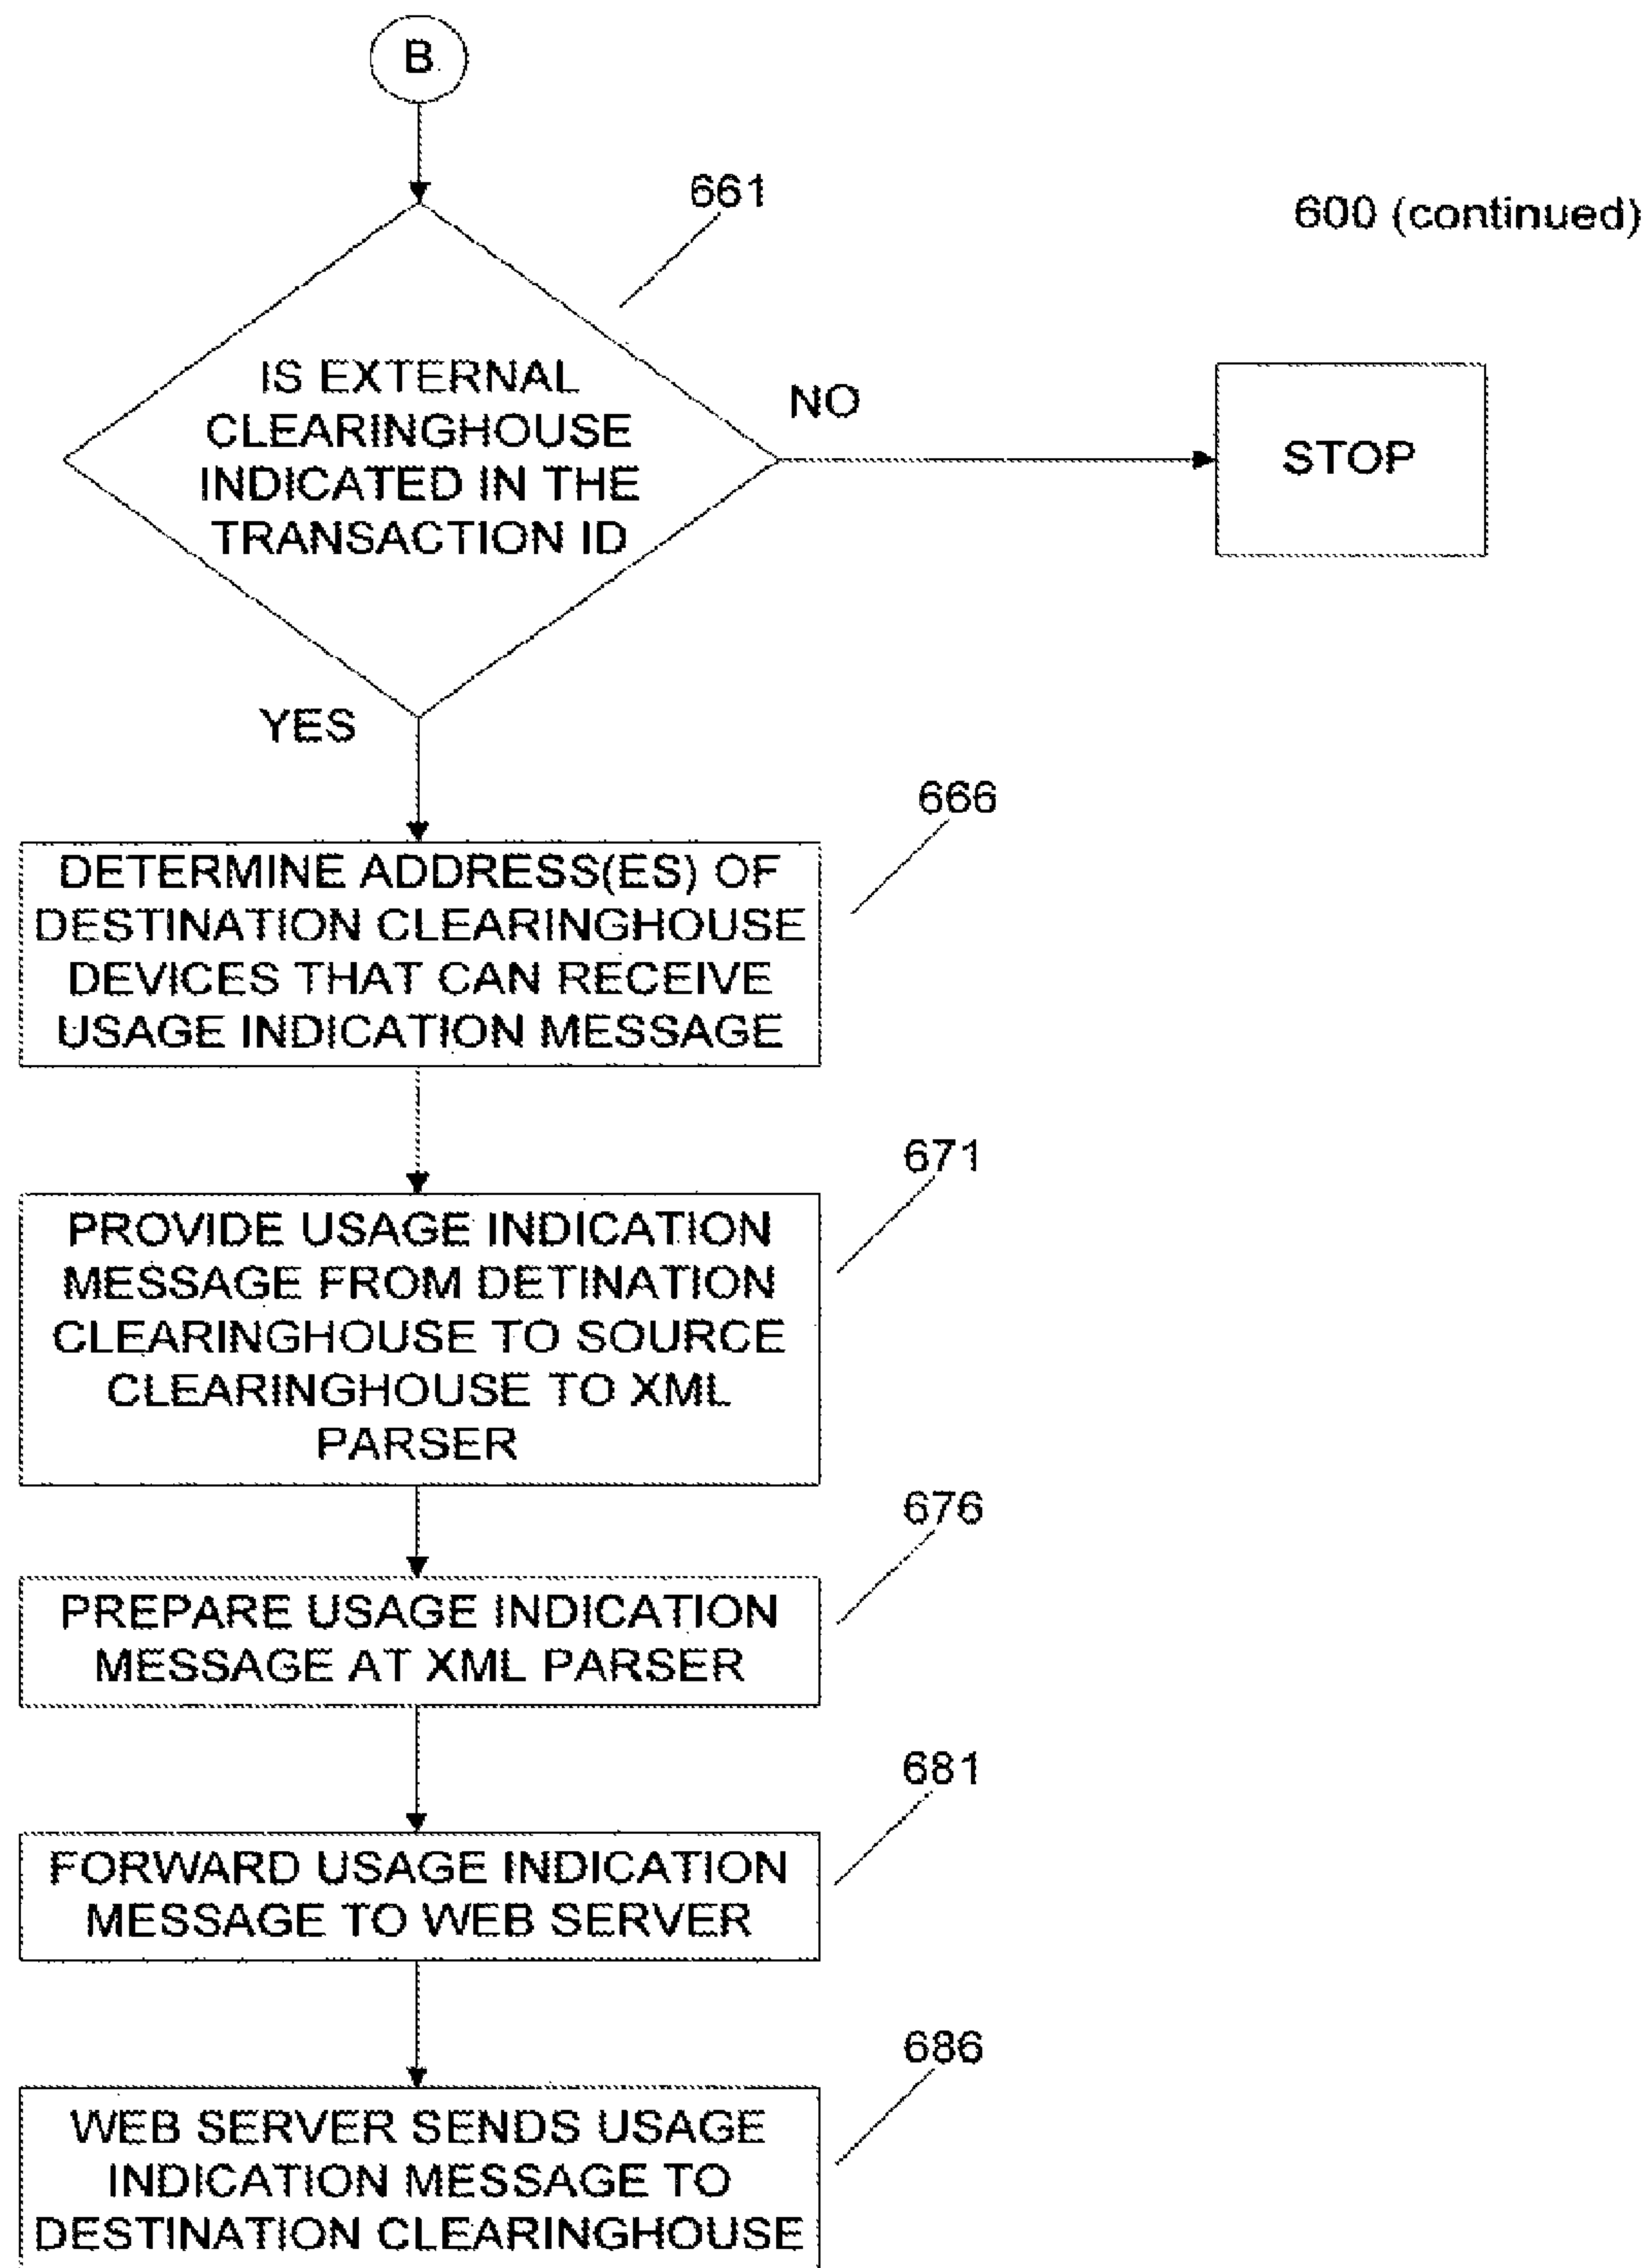 B
661
600 (continued)
IS EXTERNAL
CLEARINGHOUSE
INDICATED IN THE
TRANSACTION ID
NO
STOP
YES
666
DETERMINE ADDRESS(ES) OF
DESTINATION CLEARINGHOUSE
DEVICES THAT CAN RECEIVE
USAGE INDICATION MESSAGE
671
PROVIDE USAGE INDICATION
MESSAGE FROM DETINATION
CLEARINGHOUSE TO SOURCE
CLEARINGHOUSE TO XML
PARSER
676
PREPARE USAGE INDICATION
MESSAGE AT XML PARSER
681
FORWARD USAGE INDICATION
MESSAGE TO WEB SERVER
686
WEB SERVER SENDS USAGE
INDICATION MESSAGE TO
DESTINATION CLEARINGHOUSE